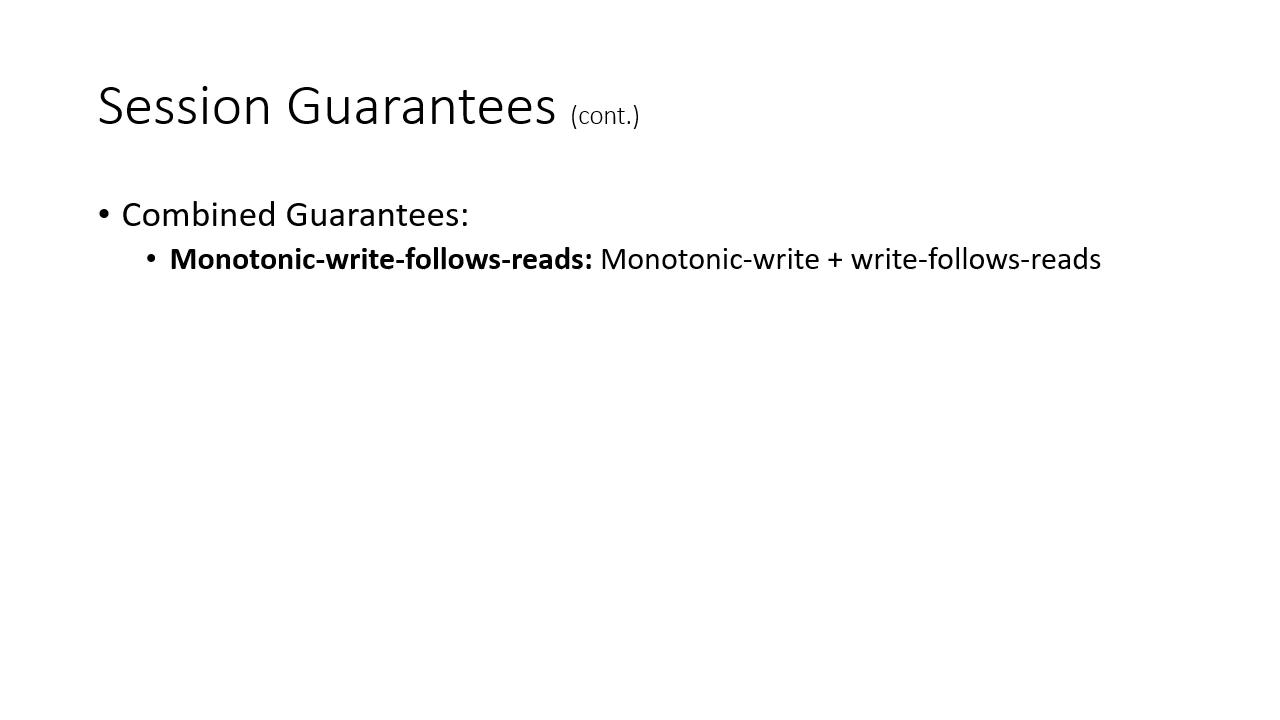 Session Guarantees (cont.)
• Combined Guarantees:
• Monotonic-write-follows-reads: Monotonic-write + write-follows-reads